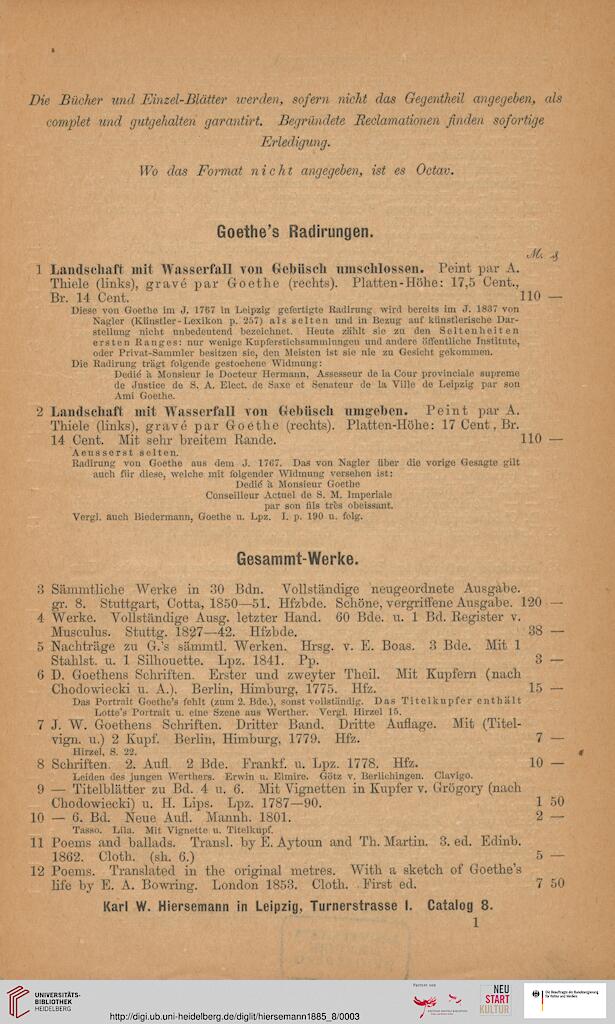 Die Bücher und Einzel-Blätter werden, sofern nicht das Gegentheil angegeben, als
complet und gutgehalten garantirt. Begründete Reclamationen finden sofortige
Erledigung.
Wo das Format nicht angegeben, ist es Octav.
Goethe's Radirungen.
M. ₰
1 Landschaft mit Wasserfall von Gebüsch umschlossen. Peint par A.
Thiele (links), gravé par Goethe (rechts). Platten-Höhe: 17,5 Cent.,
Br. 14 Cent. 110 —
Diese von Goethe im J. 1767 in Leipzig gefertigte Radirung wird bereits im J. 1837 von
Nagler (Künstler-Lexikon p. 257) als selten und in Bezug auf künstlerische Dar-
stellung nicht unbedeutend bezeichnet. Heute zählt sie zu den Seltenheiten
ersten Ranges: nur wenige Kupferstichsammlungen und andere öffentliche Institute,
oder Privat-Sammler besitzen sie, den Meisten ist sie nie zu Gesicht gekommen.
Die Radirung trägt folgende gestochene Widmung:
Dedié à Monsieur le Docteur Hermann, Assesseur de la Cour provinciale supreme
de Justice de S. A. Elect. de Saxe et Senateur de la Ville de Leipzig par son
Ami Goethe.
2 Landschaft mit Wasserfall von Gebüsch umgeben. Peint par A.
Thiele (links), gravé par Goethe (rechts). Platten-Höhe: 17 Cent, Br.
14 Cent. Mit sehr breitem Rande. 110 —
Aeusserst selten.
Radirung von Goethe aus dem J. 1767. Das von Nagler über die vorige Gesagte gilt
auch für diese, welche mit folgender Widmung versehen ist:
Dedié à Monsieur Goethe
Conseilleur Actuel de S. M. Imperiale
par son fils très obeissant.
Vergl. auch Biedermann, Goethe u. Lpz. I. p. 190 u. folg.
Gesammt-Werke.
3 Sämmtliche Werke in 30 Bdn. Vollständige neugeordnete Ausgabe.
gr. 8. Stuttgart, Cotta, 1850—51. Hfzbde. Schöne, vergriffene Ausgabe. 120 —
4 Werke. Vollständige Ausg. letzter Hand. 60 Bde. u. 1 Bd. Register v.
Musculus. Stuttg. 1827—42. Hfzbde. 38 —
5 Nachträge zu G.'s sämmtl. Werken. Hrsg. v. E. Boas. 3 Bde. Mit 1
Stahlst. u. 1 Silhouette. Lpz. 1841. Pp. 3 —
6 D. Goethens Schriften. Erster und zweyter Theil. Mit Kupfern (nach
Chodowiecki u. A.). Berlin, Himburg, 1775. Hfz. 15 —
Das Portrait Goethe's fehlt (zum 2. Bde.), sonst vollständig. Das Titelkupfer enthält
Lotte's Portrait u. eine Szene aus Werther. Vergl. Hirzel 15.
7 J. W. Goethens Schriften. Dritter Band. Dritte Auflage. Mit (Titel-
vign. u.) 2 Kupf. Berlin, Himburg, 1779. Hfz. 7 —
Hirzel, S. 22.
8 Schriften. 2. Aufl. 2 Bde. Frankf. u. Lpz. 1778. Hfz. 10 —
Leiden des jungen Werthers. Erwin u. Elmire. Götz v. Berlichingen. Clavigo.
9 — Titelblätter zu Bd. 4 u. 6. Mit Vignetten in Kupfer v. Grögory (nach
Chodowiecki) u. H. Lips. Lpz. 1787—90. 1 50
10 — 6. Bd. Neue Aufl. Mannh. 1801. 2 —
Tasso. Lila. Mit Vignette u. Titelkupf.
11 Poems and ballads. Transl. by E. Aytoun and Th. Martin. 3. ed. Edinb.
1862. Cloth. (sh. 6.) 5 —
12 Poems. Translated in the original metres. With a sketch of Goethe's
life by E. A. Bowring. London 1853. Cloth. First ed. 7 50
Karl W. Hiersemann in Leipzig, Turnerstrasse I. Catalog 8.
1
UNIVERSITÄTS-
BIBLIOTHEK
HEIDELBERG
http://digi.ub.uni-heidelberg.de/diglit/hiersemann1885_8/0003
NEU
START
KULTUR